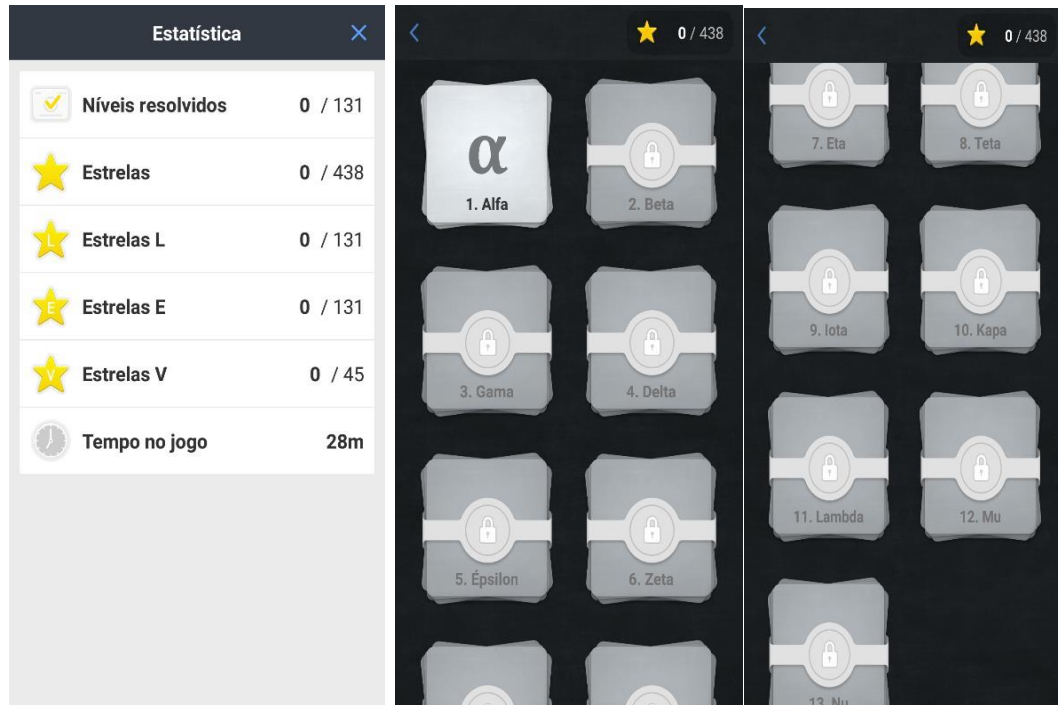 Estatística
Níveis resolvidos 0 / 131
Estrelas 0 / 438
L Estrelas L 0 / 131
E Estrelas E 0 / 131
V Estrelas V 0 / 45
Tempo no jogo 28m
0 / 438
α
1. Alfa
2. Beta
3. Gama
4. Delta
5. Épsilon
6. Zeta
0 / 438
7. Eta
8. Teta
9. Iota
10. Kapa
11. Lambda
12. Mu
13. Nu